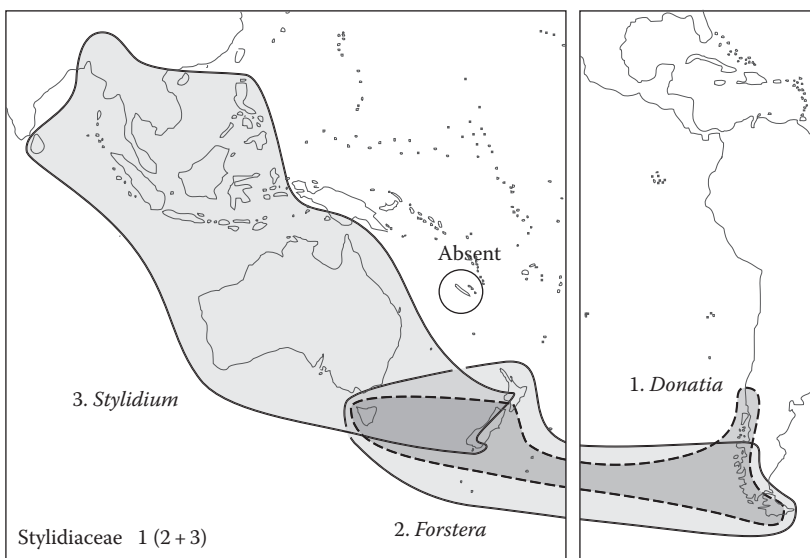 Absent
1. Donatia
3. Stylidium
2. Forstera
Stylidiaceae 1 (2 + 3)